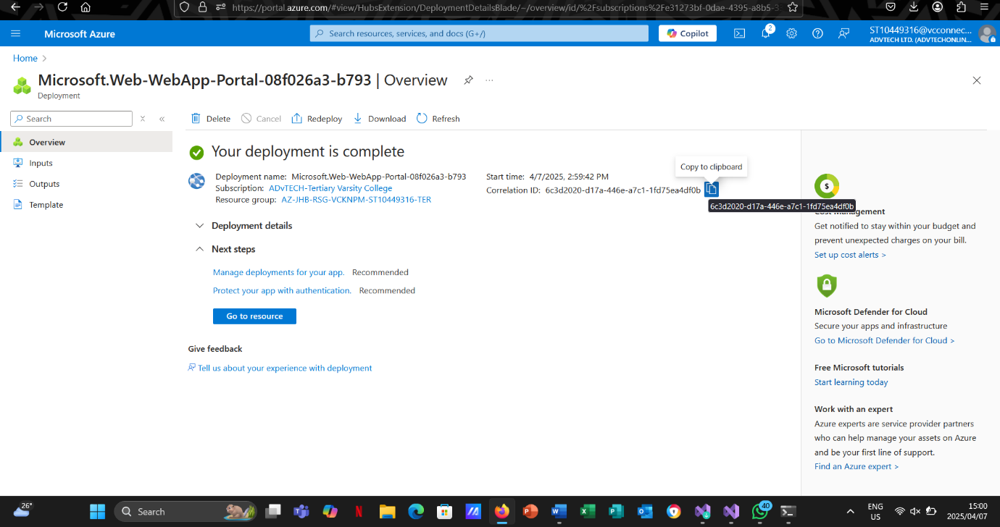 https://portal.azure.com/#view/HubsExtension/DeploymentDetailsBlade/~/overview/id/%2Fsubscriptions%2Fe31273bf-0dae-4395-a8b5-3
Microsoft Azure
Search resources, services, and docs (G+/)
Copilot
2
ST10449316@vcconnec...
ADVTECH LTD. (ADVTECHONLIN...
Home >
Microsoft.Web-WebApp-Portal-08f026a3-b793 | Overview
Deployment
Search
Delete
Cancel
Redeploy
Download
Refresh
Overview
Inputs
Outputs
Template
Your deployment is complete
Deployment name: Microsoft.Web-WebApp-Portal-08f026a3-b793
Subscription: ADvTECH-Tertiary Varsity College
Resource group: AZ-JHB-RSG-VCKNPM-ST10449316-TER
Start time: 4/7/2025, 2:59:42 PM
Correlation ID: 6c3d2020-d17a-446e-a7c1-1fd75ea4df0b
Copy to clipboard
6c3d2020-d17a-446e-a7c1-1fd75ea4df0b
Deployment details
Next steps
Manage deployments for your app. Recommended
Protect your app with authentication. Recommended
Go to resource
Give feedback
Tell us about your experience with deployment
Cost Management
Get notified to stay within your budget and
prevent unexpected charges on your bill.
Set up cost alerts >
Microsoft Defender for Cloud
Secure your apps and infrastructure
Go to Microsoft Defender for Cloud >
Free Microsoft tutorials
Start learning today
Work with an expert
Azure experts are service provider partners
who can help manage your assets on Azure
and be your first line of support.
Find an Azure expert >
26°
Search
40
ENG
US
15:00
2025/04/07